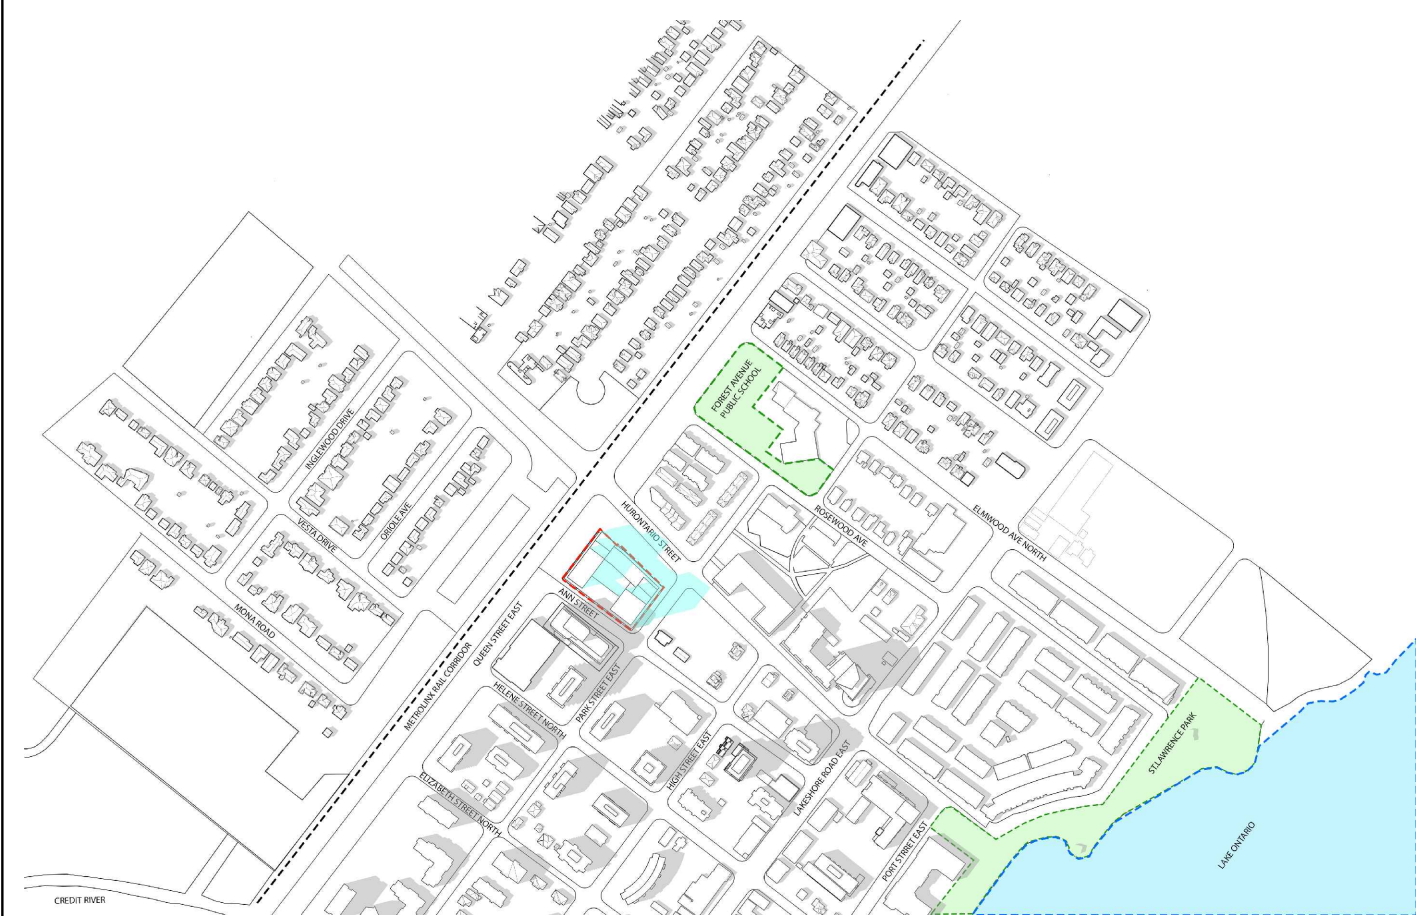 FOREST AVENUE
PUBLIC SCHOOL
INGLEWOOD DRIVE
HURONTARIO STREET
ROSEWOOD AVE
ELMWOOD AVE NORTH
VESTA DRIVE
ORIOLE AVE
ANN STREET
MONA ROAD
QUEEN STREET EAST
METROLINX RAIL CORRIDOR
PARK STREET EAST
HELENE STREET NORTH
HIGH STREET EAST
ST.LAWRENCE PARK
LAKESHORE ROAD EAST
ELIZABETH STREET NORTH
PORT STRRET EAST
LAKE ONTARIO
CREDIT RIVER